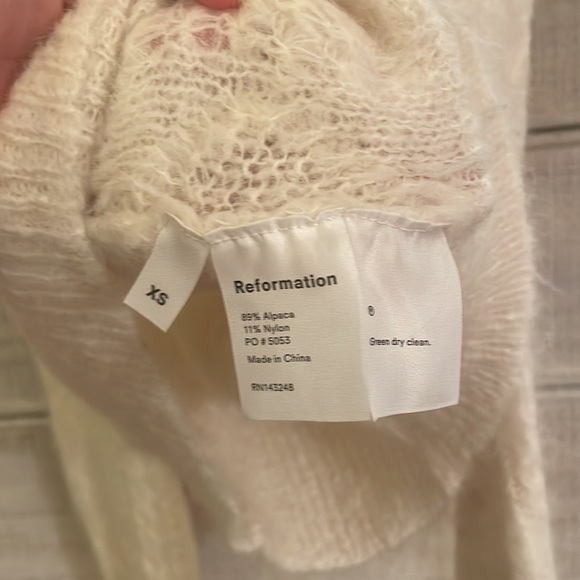 XS
Reformation
89% Alpaca
11% Nylon
PO # 5053
Made in China
RN143246
Green dry clean.